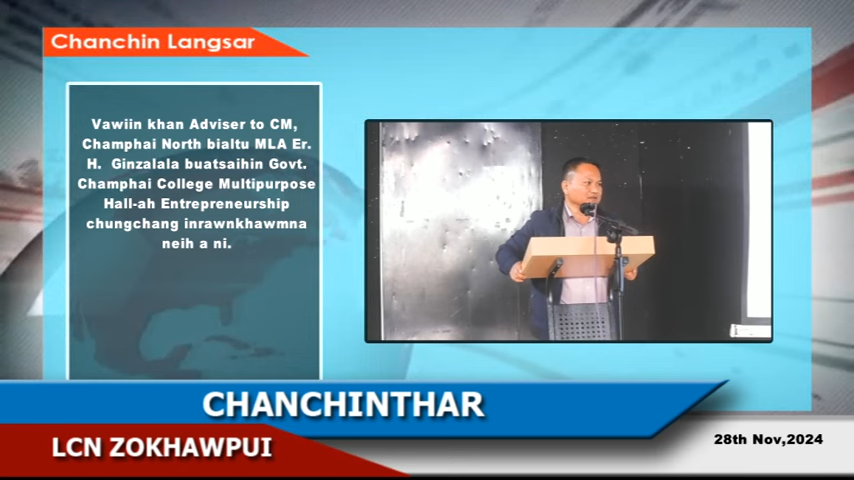 Chanchin Langsar
Vawiin khan Adviser to CM,
Champhai North bialtu MLA Er.
H. Ginzalala buatsaihin Govt.
Champhai College Multipurpose
Hall-ah Entrepreneurship
chungchang inrawnkhawmna
neih a ni.
CHANCHINTHAR
LCN ZOKHAWPUI
28th Nov,2024